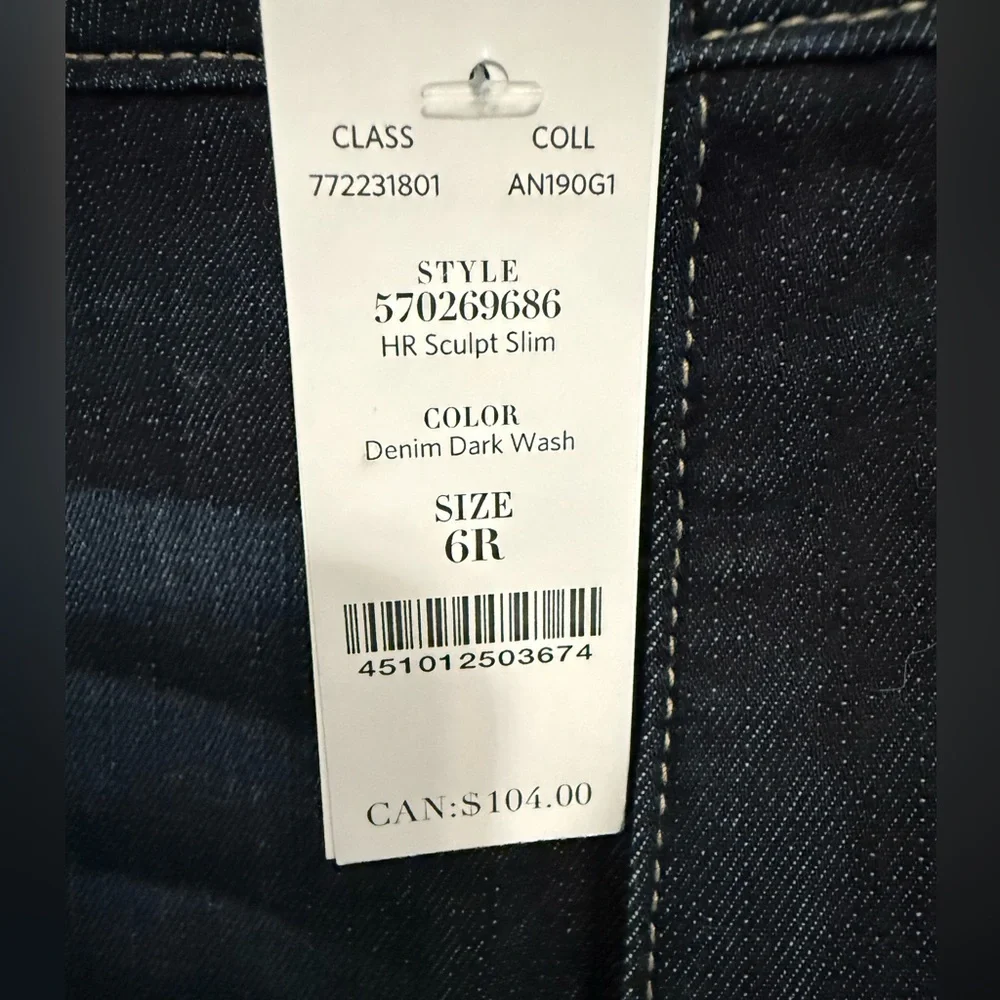 CLASS COLL
772231801 AN190G1
STYLE
570269686
HR Sculpt Slim
COLOR
Denim Dark Wash
SIZE
6R
451012503674
CAN:$104.00